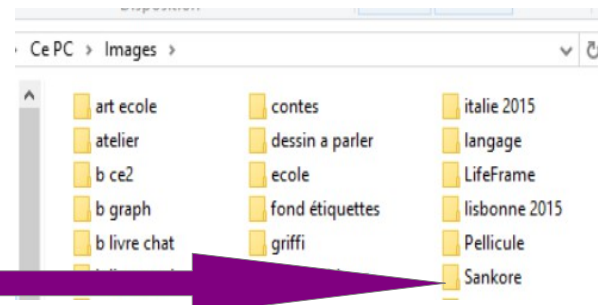 Ce PC > Images >
art ecole
atelier
b ce2
b graph
b livre chat
contes
dessin a parler
ecole
fond étiquettes
griffi
italie 2015
langage
LifeFrame
lisbonne 2015
Pellicule
Sankore